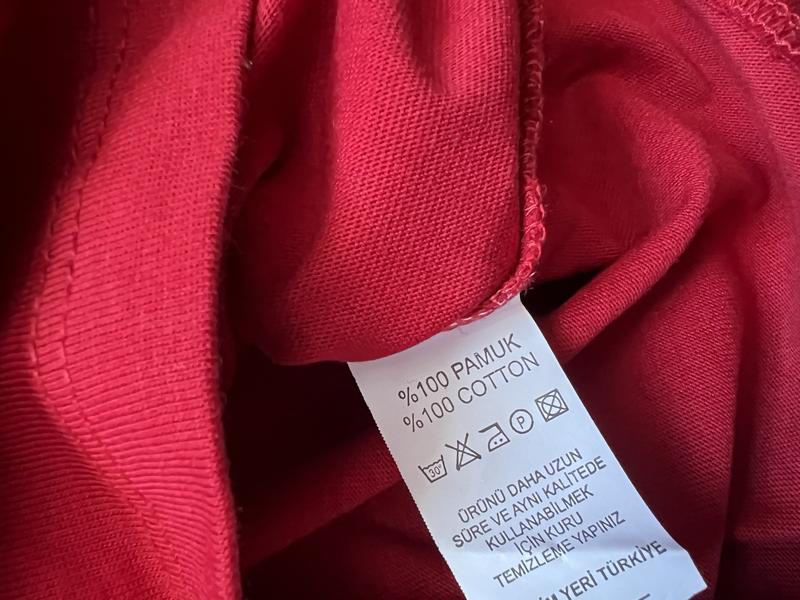 %100 PAMUK
%100 COTTON
30°
P
ÜRÜNÜ DAHA UZUN
SÜRE VE AYNI KALİTEDE
KULLANABİLMEK
İÇİN KURU
TEMİZLEME YAPINIZ
YERİ TÜRKİYE